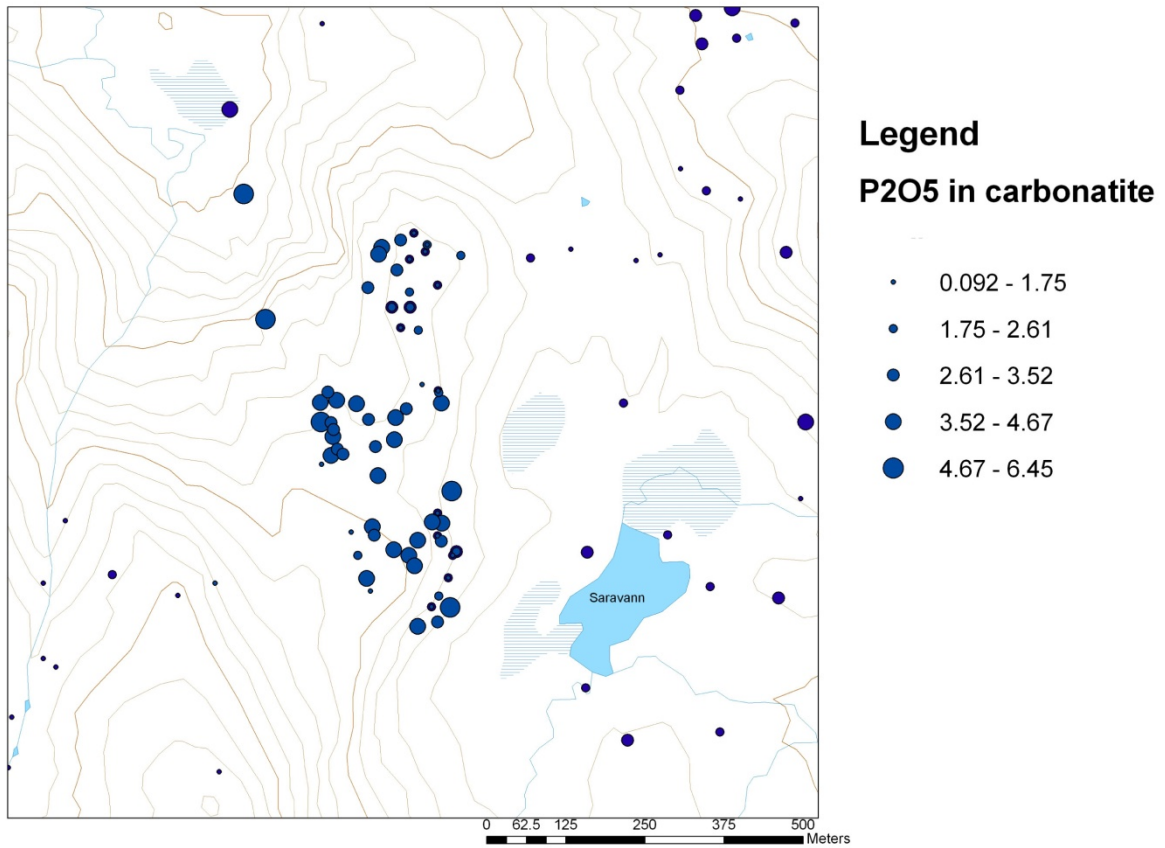 Legend
P2O5 in carbonatite
0.092 - 1.75
1.75 - 2.61
2.61 - 3.52
3.52 - 4.67
4.67 - 6.45
Saravann
0 62.5 125 250 375 500
Meters